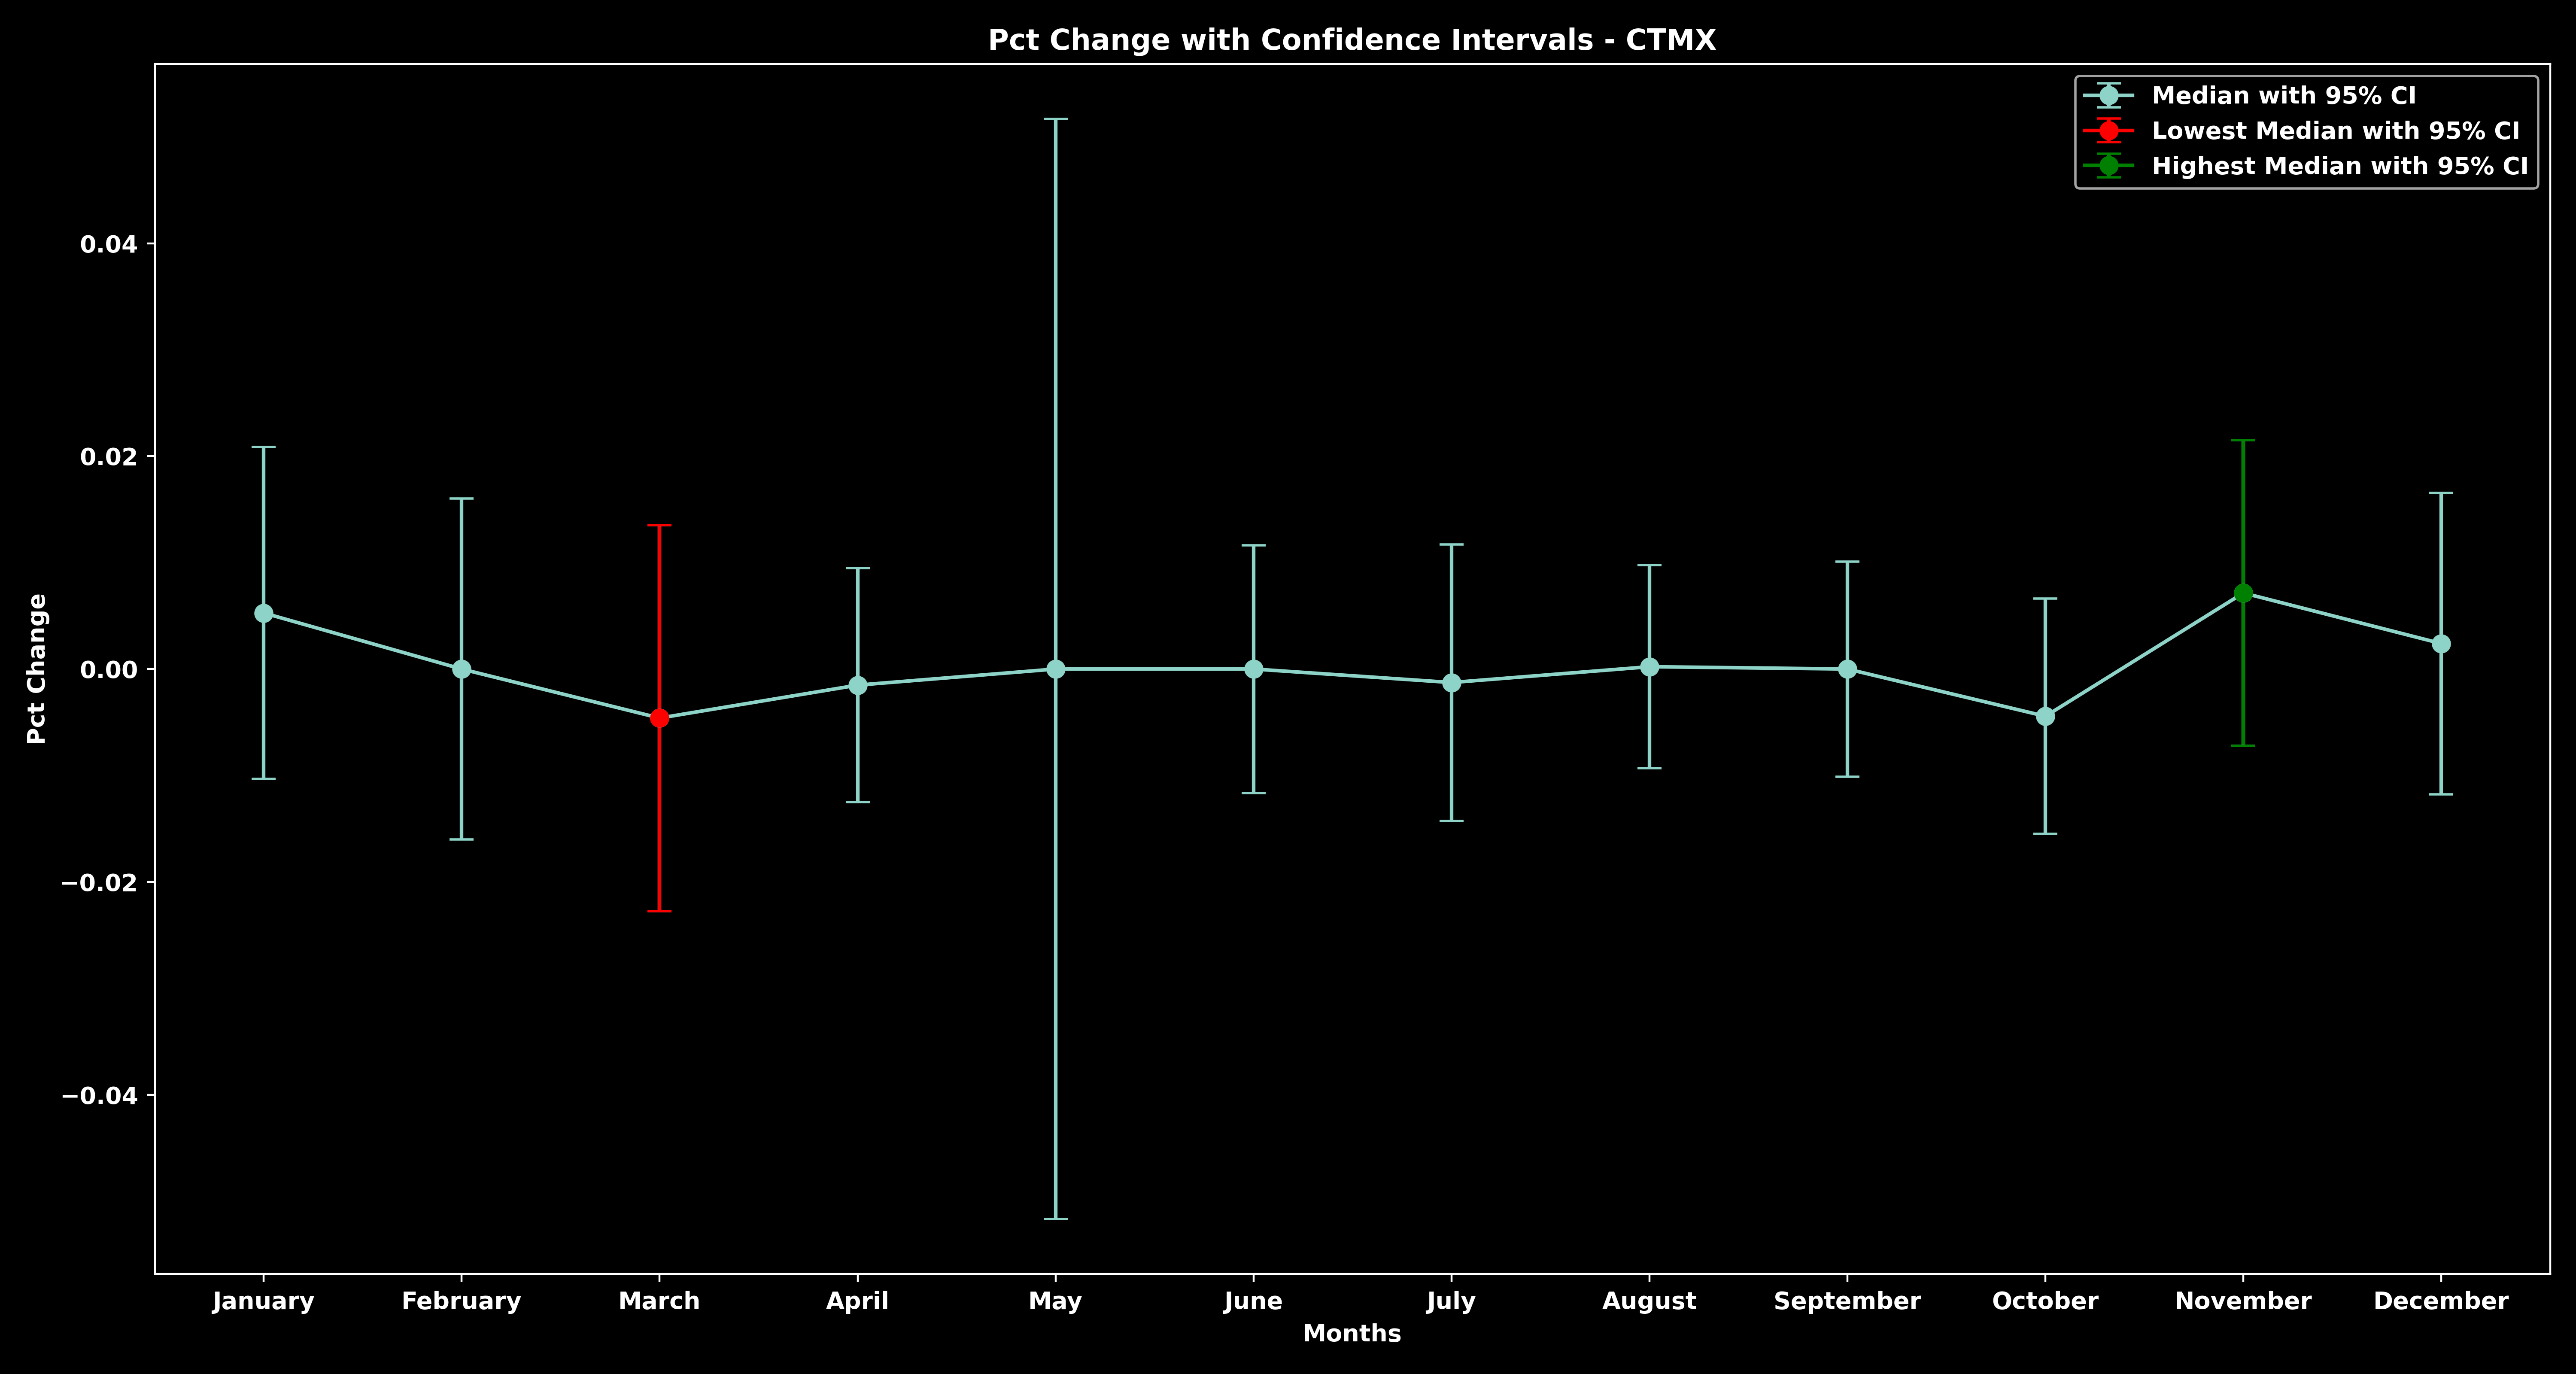 Pct Change with Confidence Intervals - CTMX
Median with 95% CI
Lowest Median with 95% CI
Highest Median with 95% CI
Pct Change
0.04
0.02
0.00
−0.02
−0.04
January February March April May June July August September October November December
Months